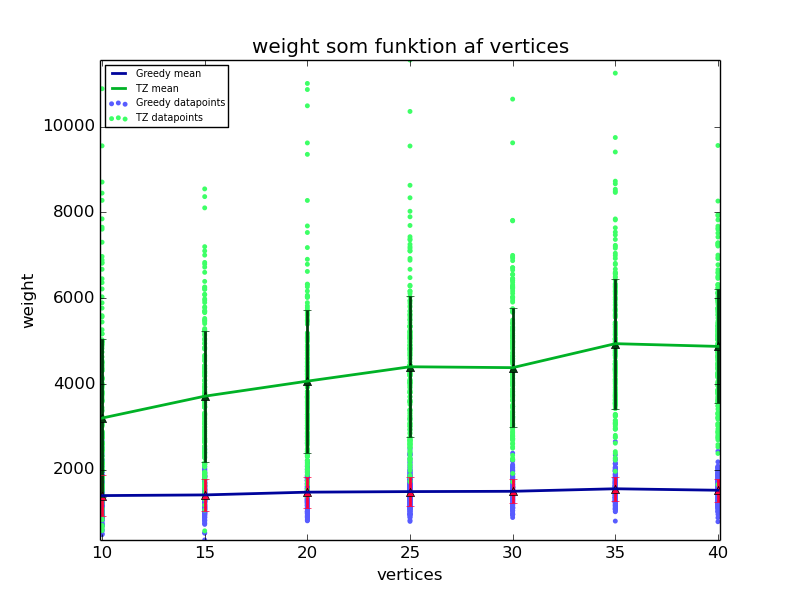 weight som funktion af vertices
Greedy mean
TZ mean
Greedy datapoints
TZ datapoints
10000
8000
6000
4000
2000
weight
10 15 20 25 30 35 40
vertices